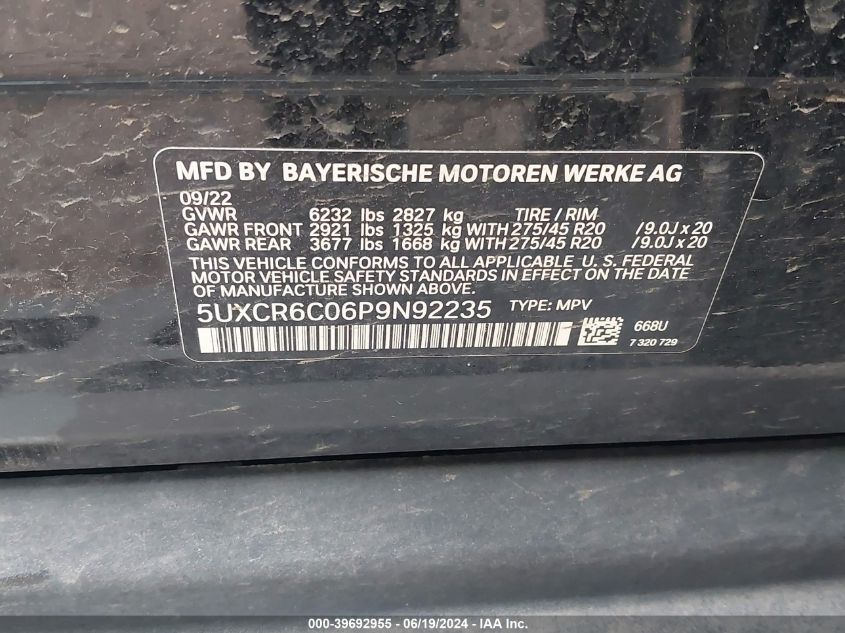 MFD BY BAYERISCHE MOTOREN WERKE AG
09/22
GVWR 6232 lbs 2827 kg TIRE / RIM
GAWR FRONT 2921 lbs 1325 kg WITH 275/45 R20 / 9.0J x 20
GAWR REAR 3677 lbs 1668 kg WITH 275/45 R20 / 9.0J x 20
THIS VEHICLE CONFORMS TO ALL APPLICABLE U. S. FEDERAL
MOTOR VEHICLE SAFETY STANDARDS IN EFFECT ON THE DATE
OF MANUFACTURE SHOWN ABOVE.
5UXCR6C06P9N92235 TYPE: MPV
668U
7 320 729
000-39692955 - 06/19/2024 - IAA Inc.